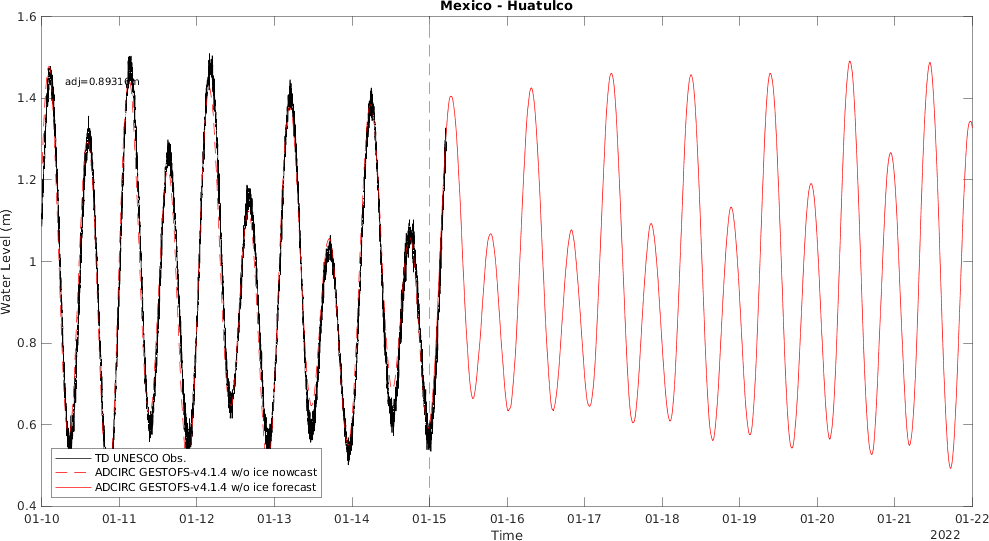 Mexico - Huatulco
1.6
1.4
1.2
1
0.8
0.6
0.4
Water Level (m)
adj=0.89316m
TD UNESCO Obs.
ADCIRC GESTOFS-v4.1.4 w/o ice nowcast
ADCIRC GESTOFS-v4.1.4 w/o ice forecast
01-10 01-11 01-12 01-13 01-14 01-15 01-16 01-17 01-18 01-19 01-20 01-21 01-22
Time
2022